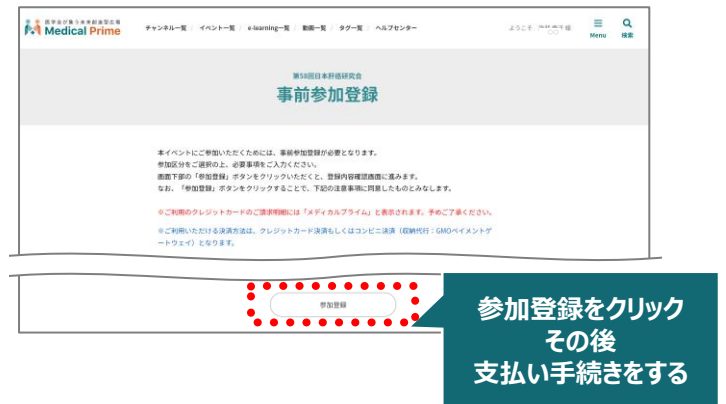 医学会が集う未来創造型広場
Medical Prime
チャンネル一覧 / イベント一覧 / e-learning一覧 / 動画一覧 / タグ一覧 / ヘルプセンター
ようこそ
様
Menu
検索
第58回日本肝癌研究会
事前参加登録
本イベントにご参加いただくためには、事前参加登録が必要となります。
参加区分をご選択の上、必要事項をご入力ください。
画面下部の「参加登録」ボタンをクリックいただくと、登録内容確認画面に進みます。
なお、「参加登録」ボタンをクリックすることで、下記の注意事項に同意したものとみなします。
※ご利用のクレジットカードのご請求明細には「メディカルプライム」と表示されます。予めご了承ください。
※ご利用いただける決済方法は、クレジットカード決済もしくはコンビニ決済（収納代行：GMOペイメントゲ
ートウェイ）となります。
参加登録
参加登録をクリック
その後
支払い手続きをする